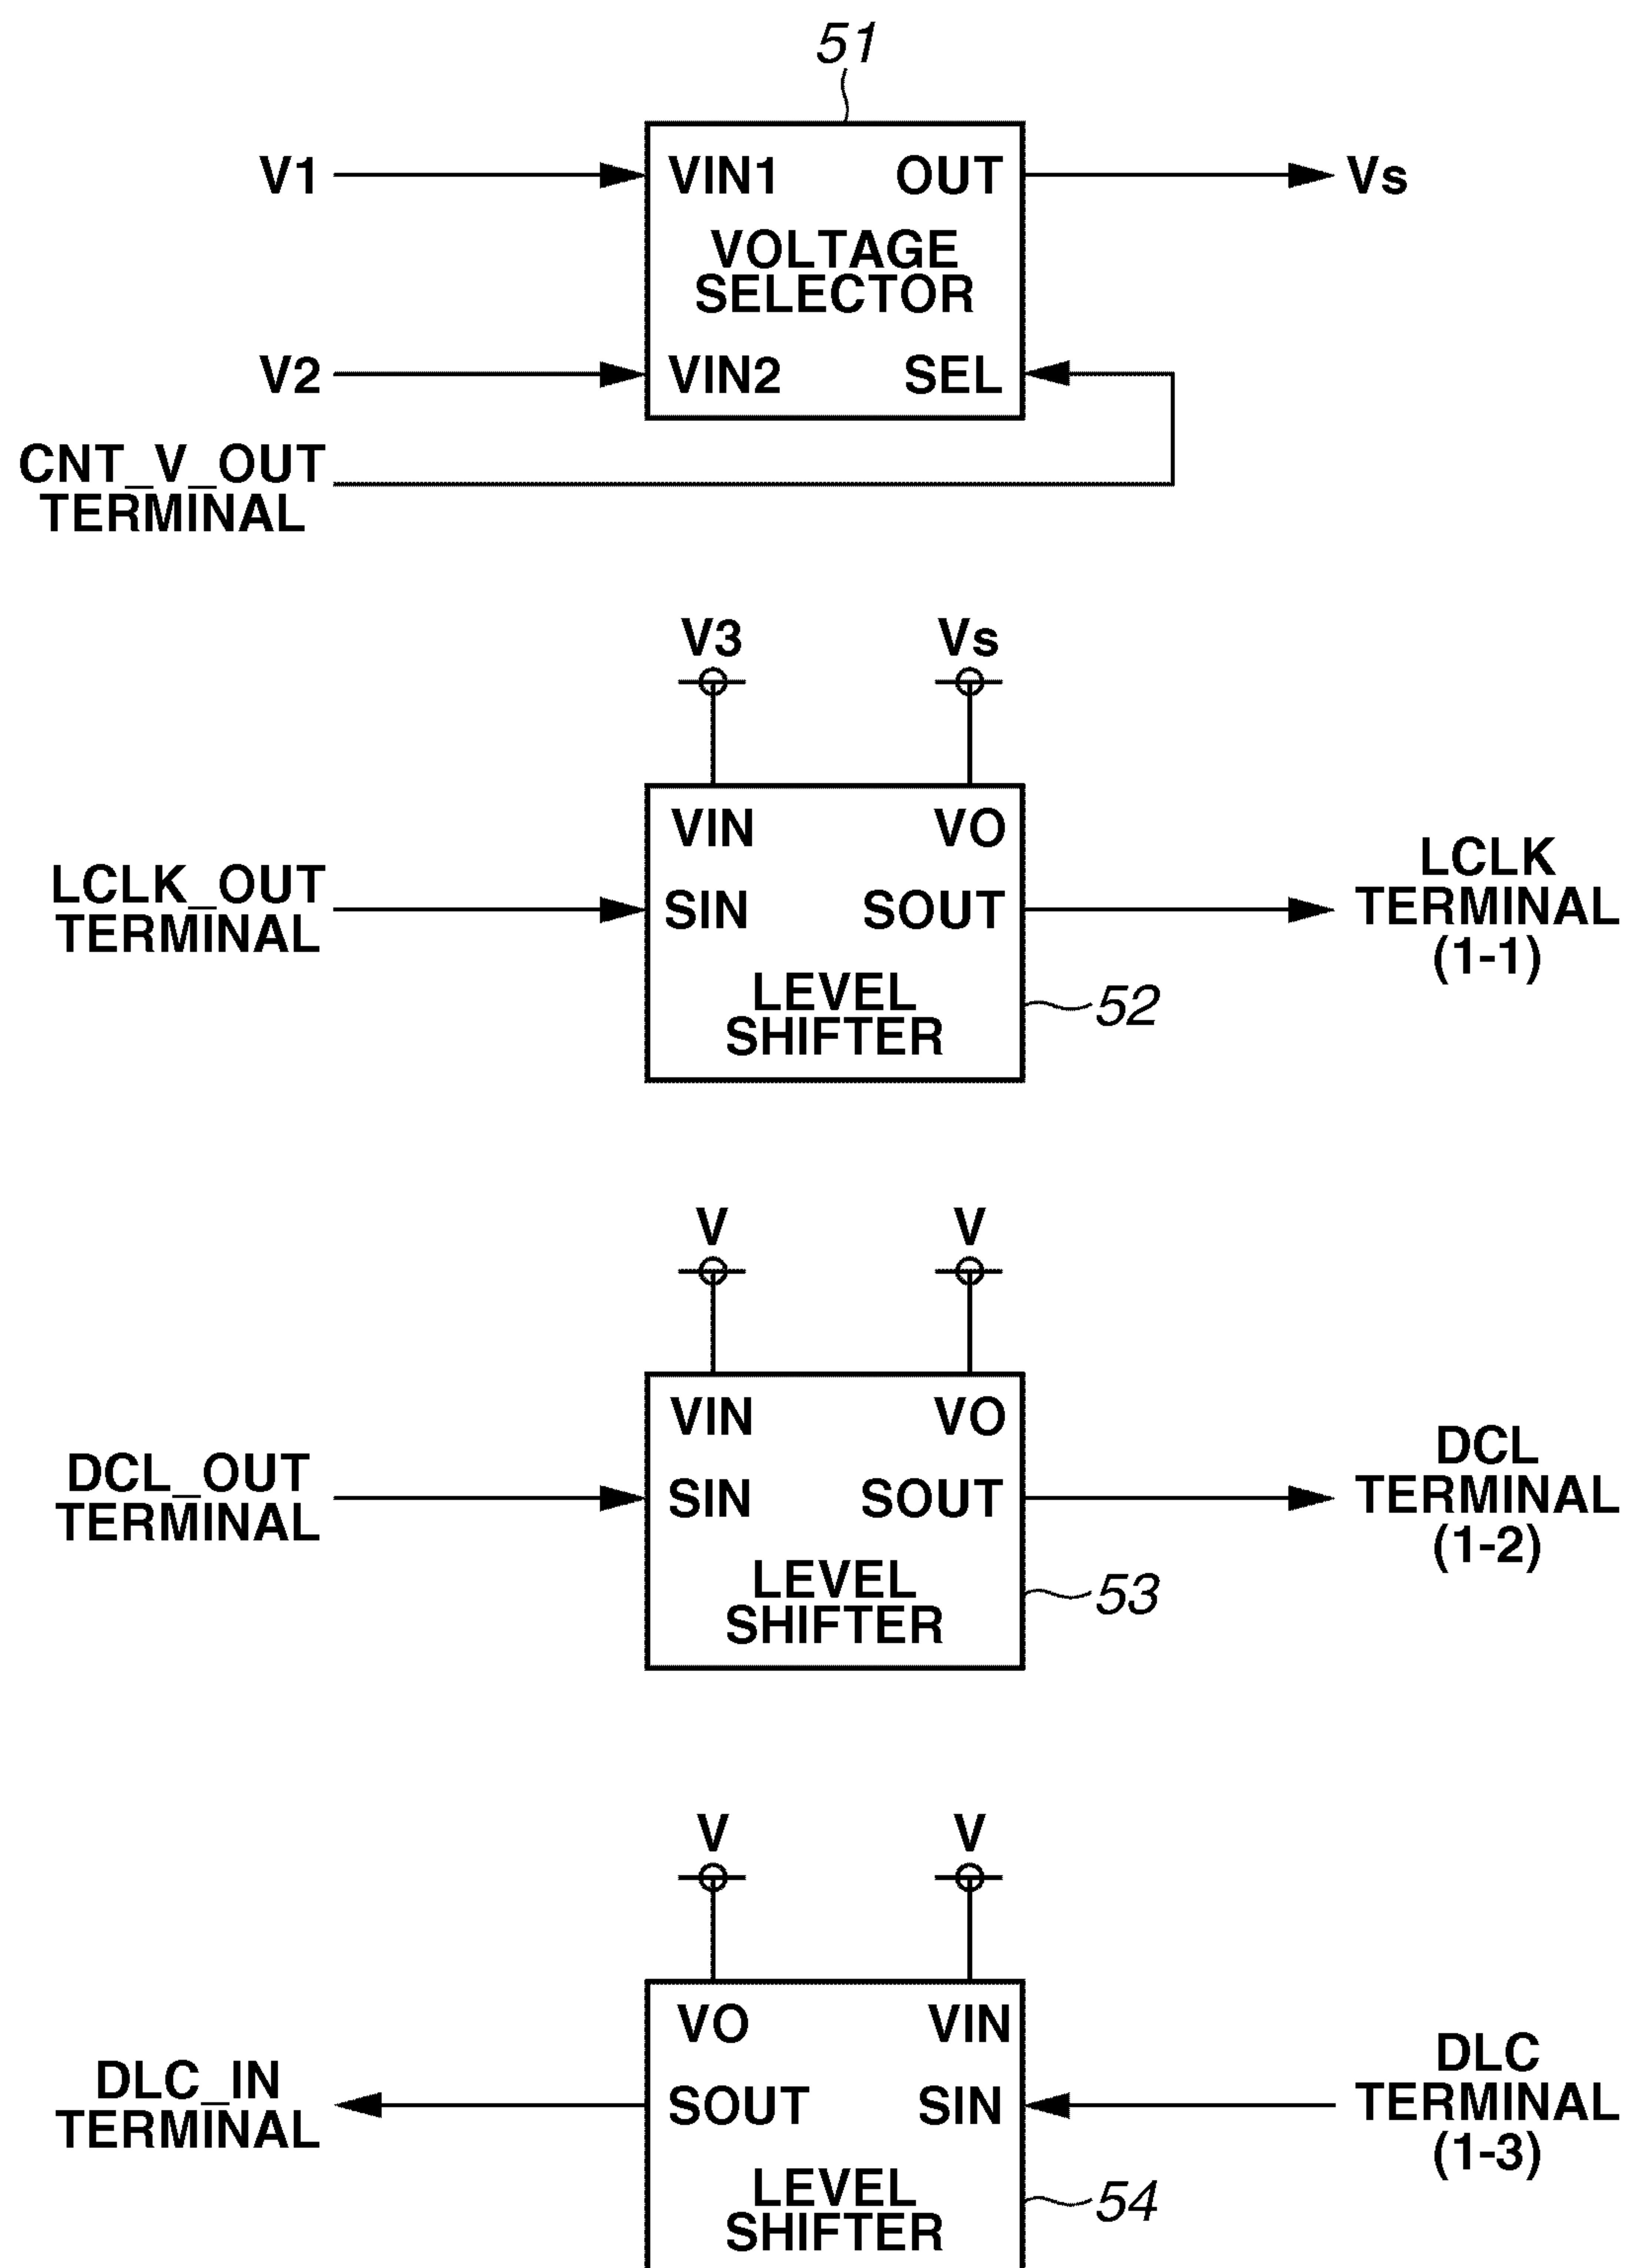 51
V1
VIN1 OUT
Vs
VOLTAGE
SELECTOR
V2
VIN2 SEL
CNT_V_OUT
TERMINAL
V3 Vs
VIN VO
LCLK_OUT
TERMINAL
SIN SOUT
LCLK
TERMINAL
(1-1)
LEVEL
SHIFTER
52
V V
VIN VO
DCL_OUT
TERMINAL
SIN SOUT
DCL
TERMINAL
(1-2)
LEVEL
SHIFTER
53
V V
VO VIN
DLC_IN
TERMINAL
SOUT SIN
DLC
TERMINAL
(1-3)
LEVEL
SHIFTER
54